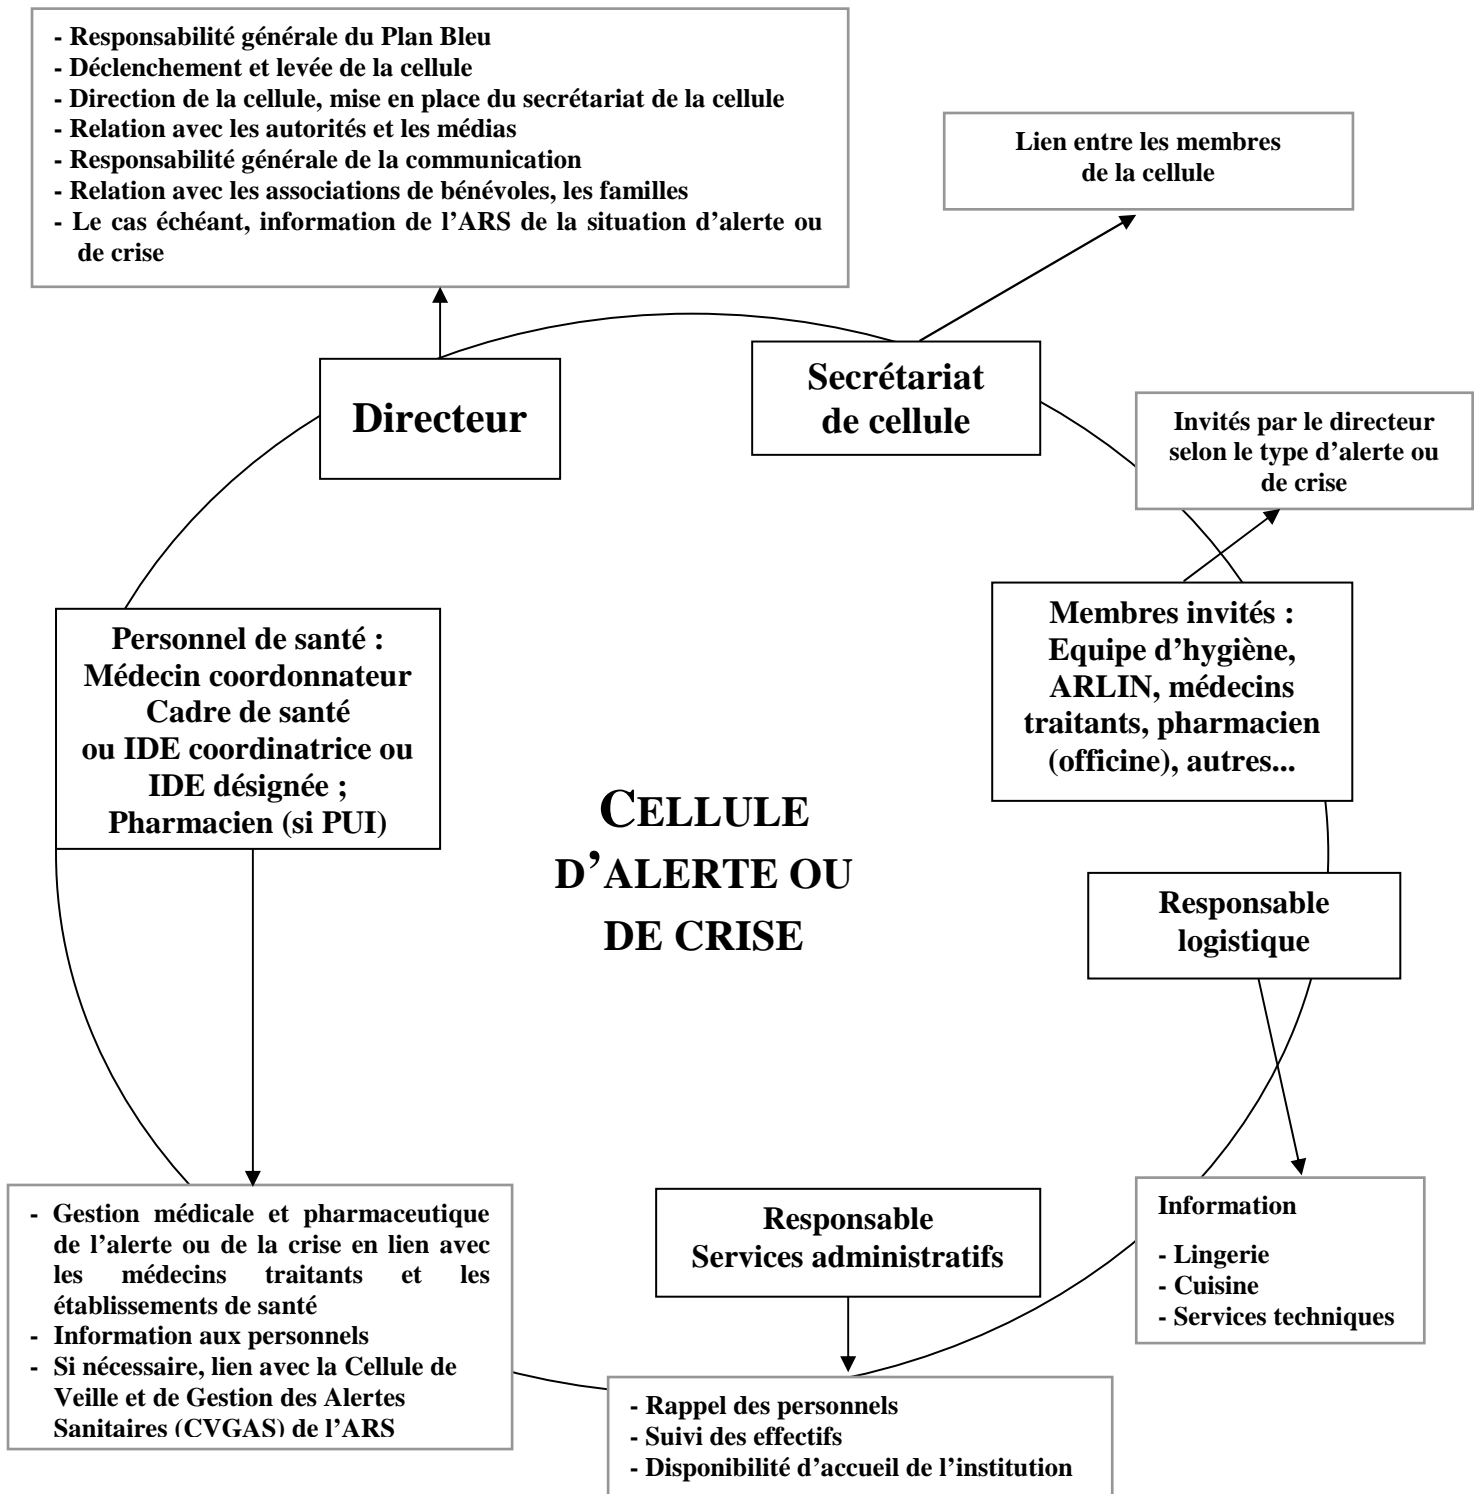 - Responsabilité générale du Plan Bleu
- Déclenchement et levée de la cellule
- Direction de la cellule, mise en place du secrétariat de la cellule
- Relation avec les autorités et les médias
- Responsabilité générale de la communication
- Relation avec les associations de bénévoles, les familles
- Le cas échéant, information de l’ARS de la situation d’alerte ou
de crise
Lien entre les membres
de la cellule
Directeur
Secrétariat
de cellule
Invités par le directeur
selon le type d’alerte ou
de crise
Personnel de santé :
Médecin coordonnateur
Cadre de santé
ou IDE coordinatrice ou
IDE désignée ;
Pharmacien (si PUI)
Membres invités :
Equipe d’hygiène,
ARLIN, médecins
traitants, pharmacien
(officine), autres...
CELLULE
D’ALERTE OU
DE CRISE
Responsable
logistique
- Gestion médicale et pharmaceutique
de l’alerte ou de la crise en lien avec
les médecins traitants et les
établissements de santé
- Information aux personnels
- Si nécessaire, lien avec la Cellule de
Veille et de Gestion des Alertes
Sanitaires (CVGAS) de l’ARS
Responsable
Services administratifs
Information
- Lingerie
- Cuisine
- Services techniques
- Rappel des personnels
- Suivi des effectifs
- Disponibilité d’accueil de l’institution